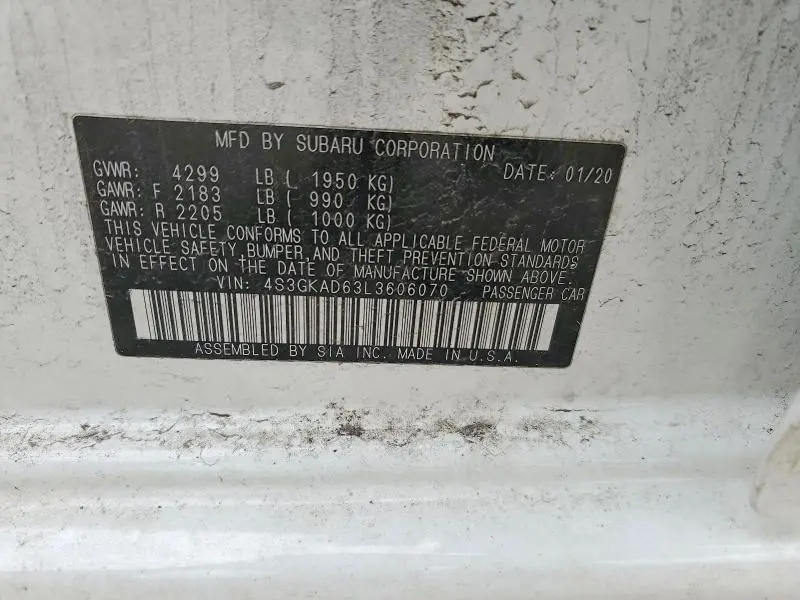 MFD BY SUBARU CORPORATION
DATE: 01/20
GVWR: 4299 LB ( 1950 KG)
GAWR: F 2183 LB ( 990 KG)
GAWR: R 2205 LB ( 1000 KG)
THIS VEHICLE CONFORMS TO ALL APPLICABLE FEDERAL MOTOR
VEHICLE SAFETY, BUMPER, AND THEFT PREVENTION STANDARDS
IN EFFECT ON THE DATE OF MANUFACTURE SHOWN ABOVE.
VIN: 4S3GKAD63L3606070 PASSENGER CAR
ASSEMBLED BY SIA INC. MADE IN U.S.A.